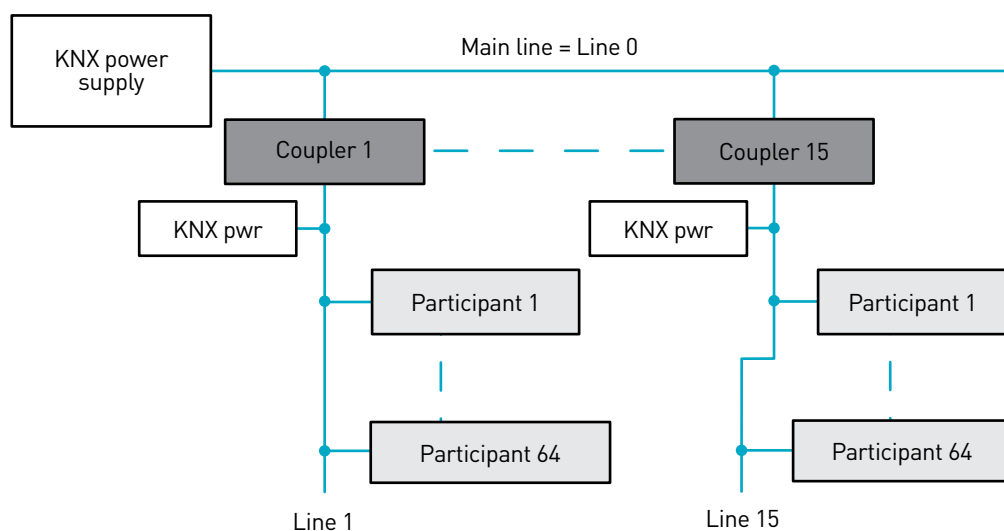 KNX power
supply
Main line = Line 0
Coupler 1
Coupler 15
KNX pwr
KNX pwr
Participant 1
Participant 1
Participant 64
Participant 64
Line 1
Line 15